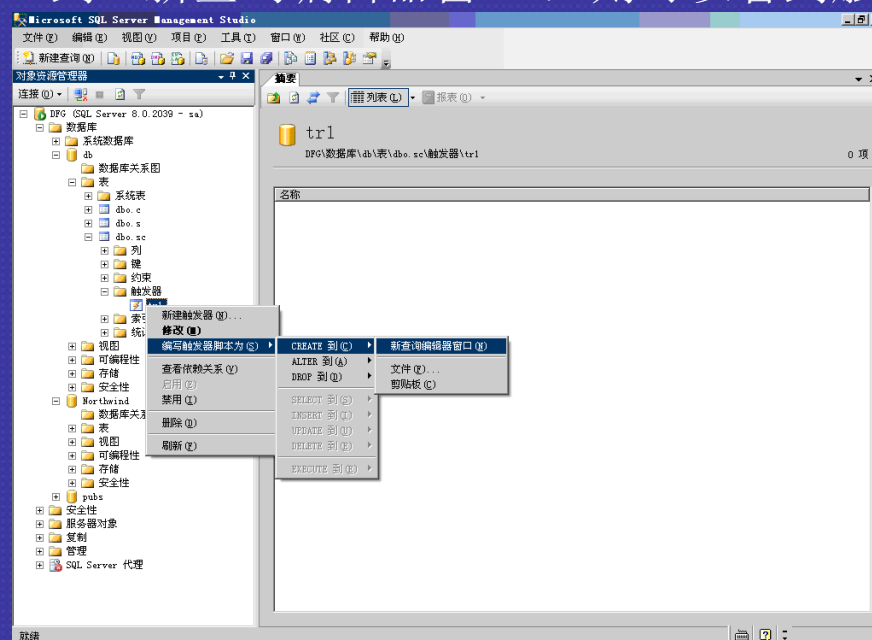 Microsoft SQL Server Management Studio
文件(F) 编辑(E) 视图(V) 项目(P) 工具(T) 窗口(W) 社区(C) 帮助(H)
新建查询(N)
对象资源管理器
摘要
连接(O)
列表(L)
报表(O)
DFG (SQL Server 8.0.2039 - sa)
数据库
系统数据库
db
数据库关系图
表
系统表
dbo.c
dbo.s
dbo.sc
列
键
约束
触发器
tr1
索引
统计
视图
可编程性
存储
安全性
Northwind
数据库关系
表
视图
可编程性
存储
安全性
pubs
安全性
服务器对象
复制
管理
SQL Server 代理
tr1
DFG\数据库\db\表\dbo.sc\触发器\tr1
0 项
名称
新建触发器(N)...
修改(M)
编写触发器脚本为(S)
查看依赖关系(V)
启用(E)
禁用(I)
删除(D)
刷新(F)
CREATE 到(C)
ALTER 到(A)
DROP 到(D)
SELECT 到(S)
INSERT 到(I)
UPDATE 到(U)
DELETE 到(E)
EXECUTE 到(E)
新查询编辑器窗口(N)
文件(F)...
剪贴板(C)
就绪